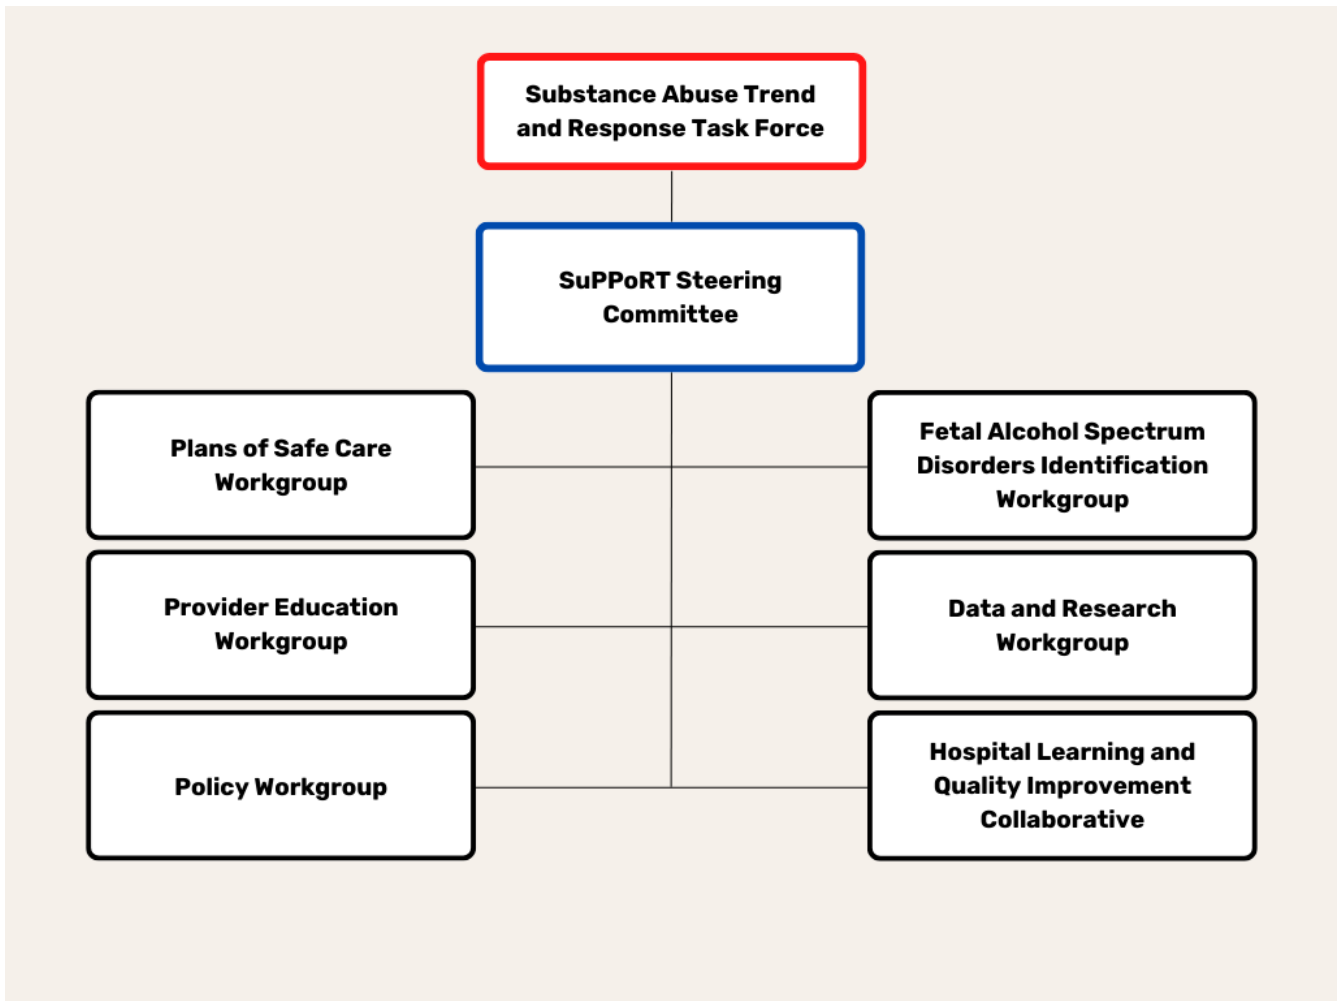 Substance Abuse Trend
and Response Task Force
SuPPoRT Steering
Committee
Plans of Safe Care
Workgroup
Fetal Alcohol Spectrum
Disorders Identification
Workgroup
Provider Education
Workgroup
Data and Research
Workgroup
Policy Workgroup
Hospital Learning and
Quality Improvement
Collaborative